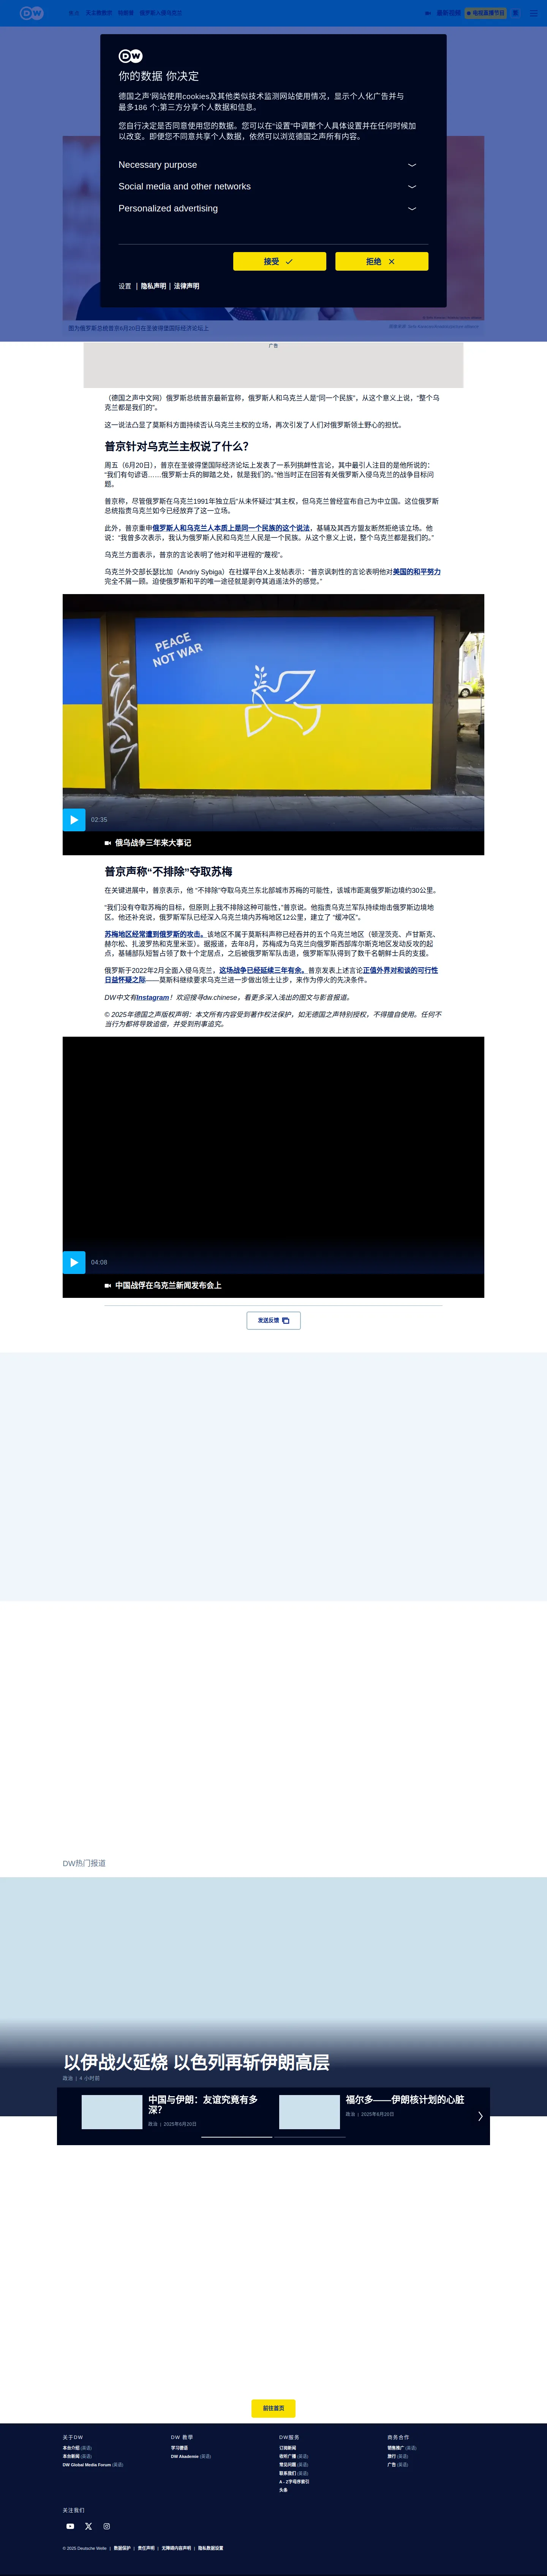 DW
天文特教世
俄罗斯入侵乌克兰
最新视频
电视直播节目
DW
你的数据 你决定
德国之声'网站使用cookies及其他类似技术监测网站使用情况，显示个人化广告并与
最多186 个;第三方分享个人数据和信息。
您自行决定是否同意使用您的数据。您可以在“设置”中调整个人具体设置并在任何时候加
以改变。即便您不同意共享个人数据，依然可以浏览德国之声所有内容。
Necessary purpose
Social media and other networks
Personalized advertising
接受
拒绝
设置 | 隐私声明 | 法律声明
图为俄罗斯总统普京6月20日在圣彼得堡国际经济论坛上
广告
（德国之声中文网）俄罗斯总统普京最新宣称，俄罗斯人和乌克兰人是“同一个民族”，从这个意义上说，“整个乌
克兰都是我们的”。
这一说法凸显了莫斯科方面持续否认乌克兰主权的立场，再次引发了人们对俄罗斯领土野心的担忧。
普京针对乌克兰主权说了什么？
周五（6月20日），普京在圣彼得堡国际经济论坛上发表了一系列挑衅性言论，其中最引人注目的是他所说的：
“我们有句谚语……俄罗斯士兵的脚踏之处，就是我们的。”他当时正在回答有关俄罗斯入侵乌克兰的战争目标问
题。
普京称，尽管俄罗斯在乌克兰1991年独立后“从未怀疑过”其主权，但乌克兰曾经宣布自己为中立国。这位俄罗斯
总统指责乌克兰如今已经放弃了这一立场。
此外，普京重申俄罗斯人和乌克兰人本质上是同一个民族的这个说法，基辅及其西方盟友断然拒绝该立场。他
说：“我曾多次表示，我认为俄罗斯人民和乌克兰人民是一个民族。从这个意义上说，整个乌克兰都是我们的。”
乌克兰方面表示，普京的言论表明了他对和平进程的“蔑视”。
乌克兰外交部长瑟比加（Andriy Sybiga）在社媒平台X上发帖表示：“普京讽刺性的言论表明他对美国的和平努力
完全不屑一顾。迫使俄罗斯和平的唯一途径就是剥夺其逍遥法外的感觉。”
PEACE
NOT WAR
02:35
俄乌战争三年来大事记
普京声称“不排除”夺取苏梅
在关键进展中，普京表示，他 “不排除”夺取乌克兰东北部城市苏梅的可能性，该城市距离俄罗斯边境约30公里。
“我们没有夺取苏梅的目标，但原则上我不排除这种可能性，”普京说。他指责乌克兰军队持续炮击俄罗斯边境地
区。他还补充说，俄罗斯军队已经深入乌克兰境内苏梅地区12公里，建立了 “缓冲区”。
苏梅地区经常遭到俄罗斯的攻击。该地区不属于莫斯科声称已经吞并的五个乌克兰地区（顿涅茨克、卢甘斯克、
赫尔松、扎波罗热和克里米亚）。据报道，去年8月，苏梅成为乌克兰向俄罗斯西部库尔斯克地区发动反攻的起
点，基辅部队短暂占领了数十个定居点，之后被俄罗斯军队击退，俄罗斯军队得到了数千名朝鲜士兵的支援。
俄罗斯于2022年2月全面入侵乌克兰，这场战争已经延续三年有余。普京发表上述言论正值外界对和谈的可行性
日益怀疑之际——莫斯科继续要求乌克兰进一步做出领土让步，来作为停火的先决条件。
DW中文有Instagram！欢迎搜寻dw.chinese，看更多深入浅出的图文与影音报道。
© 2025年德国之声版权声明：本文所有内容受到著作权法保护，如无德国之声特别授权，不得擅自使用。任何不
当行为都将导致追偿，并受到刑事追究。
04:08
中国战俘在乌克兰新闻发布会上
发送反馈
DW热门报道
以伊战火延烧 以色列再斩伊朗高层
政治 | 4 小时前
中国与伊朗：友谊究竟有多
深？
政治 | 2025年6月20日
福尔多——伊朗核计划的心脏
政治 | 2025年6月20日
前往首页
关于DW
本台介绍 (英语)
本台新闻 (英语)
DW Global Media Forum (英语)
DW 教學
学习德语
DW Akademie (英语)
DW服务
订阅新闻
收听广播 (英语)
常见问题 (英语)
联系我们 (英语)
A - Z字母序索引
头条
商务合作
销售推广 (英语)
旅行 (英语)
广告 (英语)
关注我们
© 2025 Deutsche Welle | 数据保护 | 责任声明 | 无障碍内容声明 | 隐私数据设置